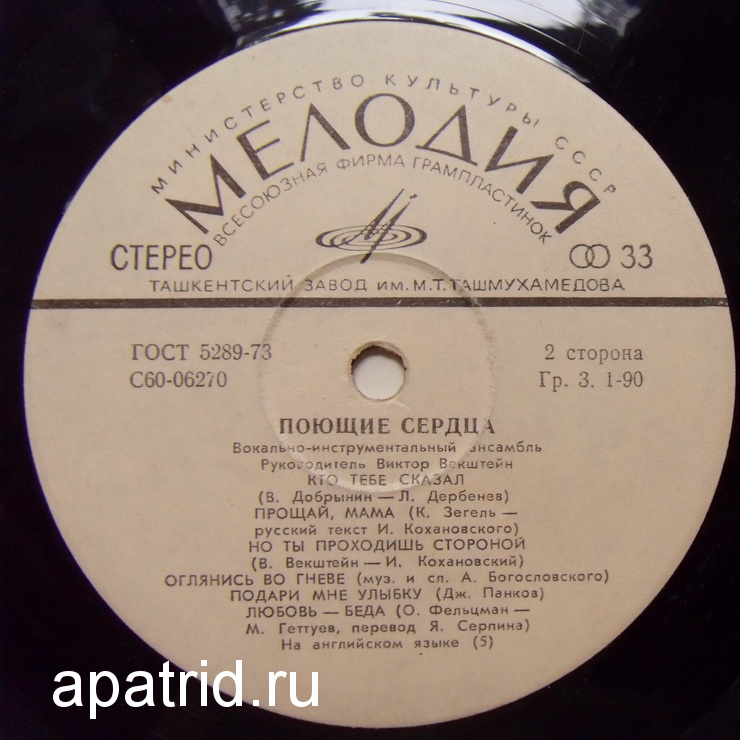 МИНИСТЕРСТВО КУЛЬТУРЫ СССР
МЕЛОДИЯ
ВСЕСОЮЗНАЯ ФИРМА ГРАМПЛАСТИНОК
СТЕРЕО 33
ТАШКЕНТСКИЙ ЗАВОД им. М.Т.ТАШМУХАМЕДОВА
ГОСТ 5289-73 2 сторона
С60-06270 Гр. 3. 1-90
ПОЮЩИЕ СЕРДЦА
Вокально-инструментальный ансамбль
Руководитель Виктор Векштейн
КТО ТЕБЕ СКАЗАЛ
(В. Добрынин — Л. Дербенев)
ПРОЩАЙ, МАМА (К. Зегель —
русский текст И. Кохановского)
НО ТЫ ПРОХОДИШЬ СТОРОНОЙ
(В. Векштейн — И. Кохановский)
ОГЛЯНИСЬ ВО ГНЕВЕ (муз. и сл. А. Богословского)
ПОДАРИ МНЕ УЛЫБКУ (Дж. Панков)
ЛЮБОВЬ — БЕДА (О. Фельцман —
М. Геттуев, перевод Я. Серпина)
На английском языке (5)
apatrid.ru